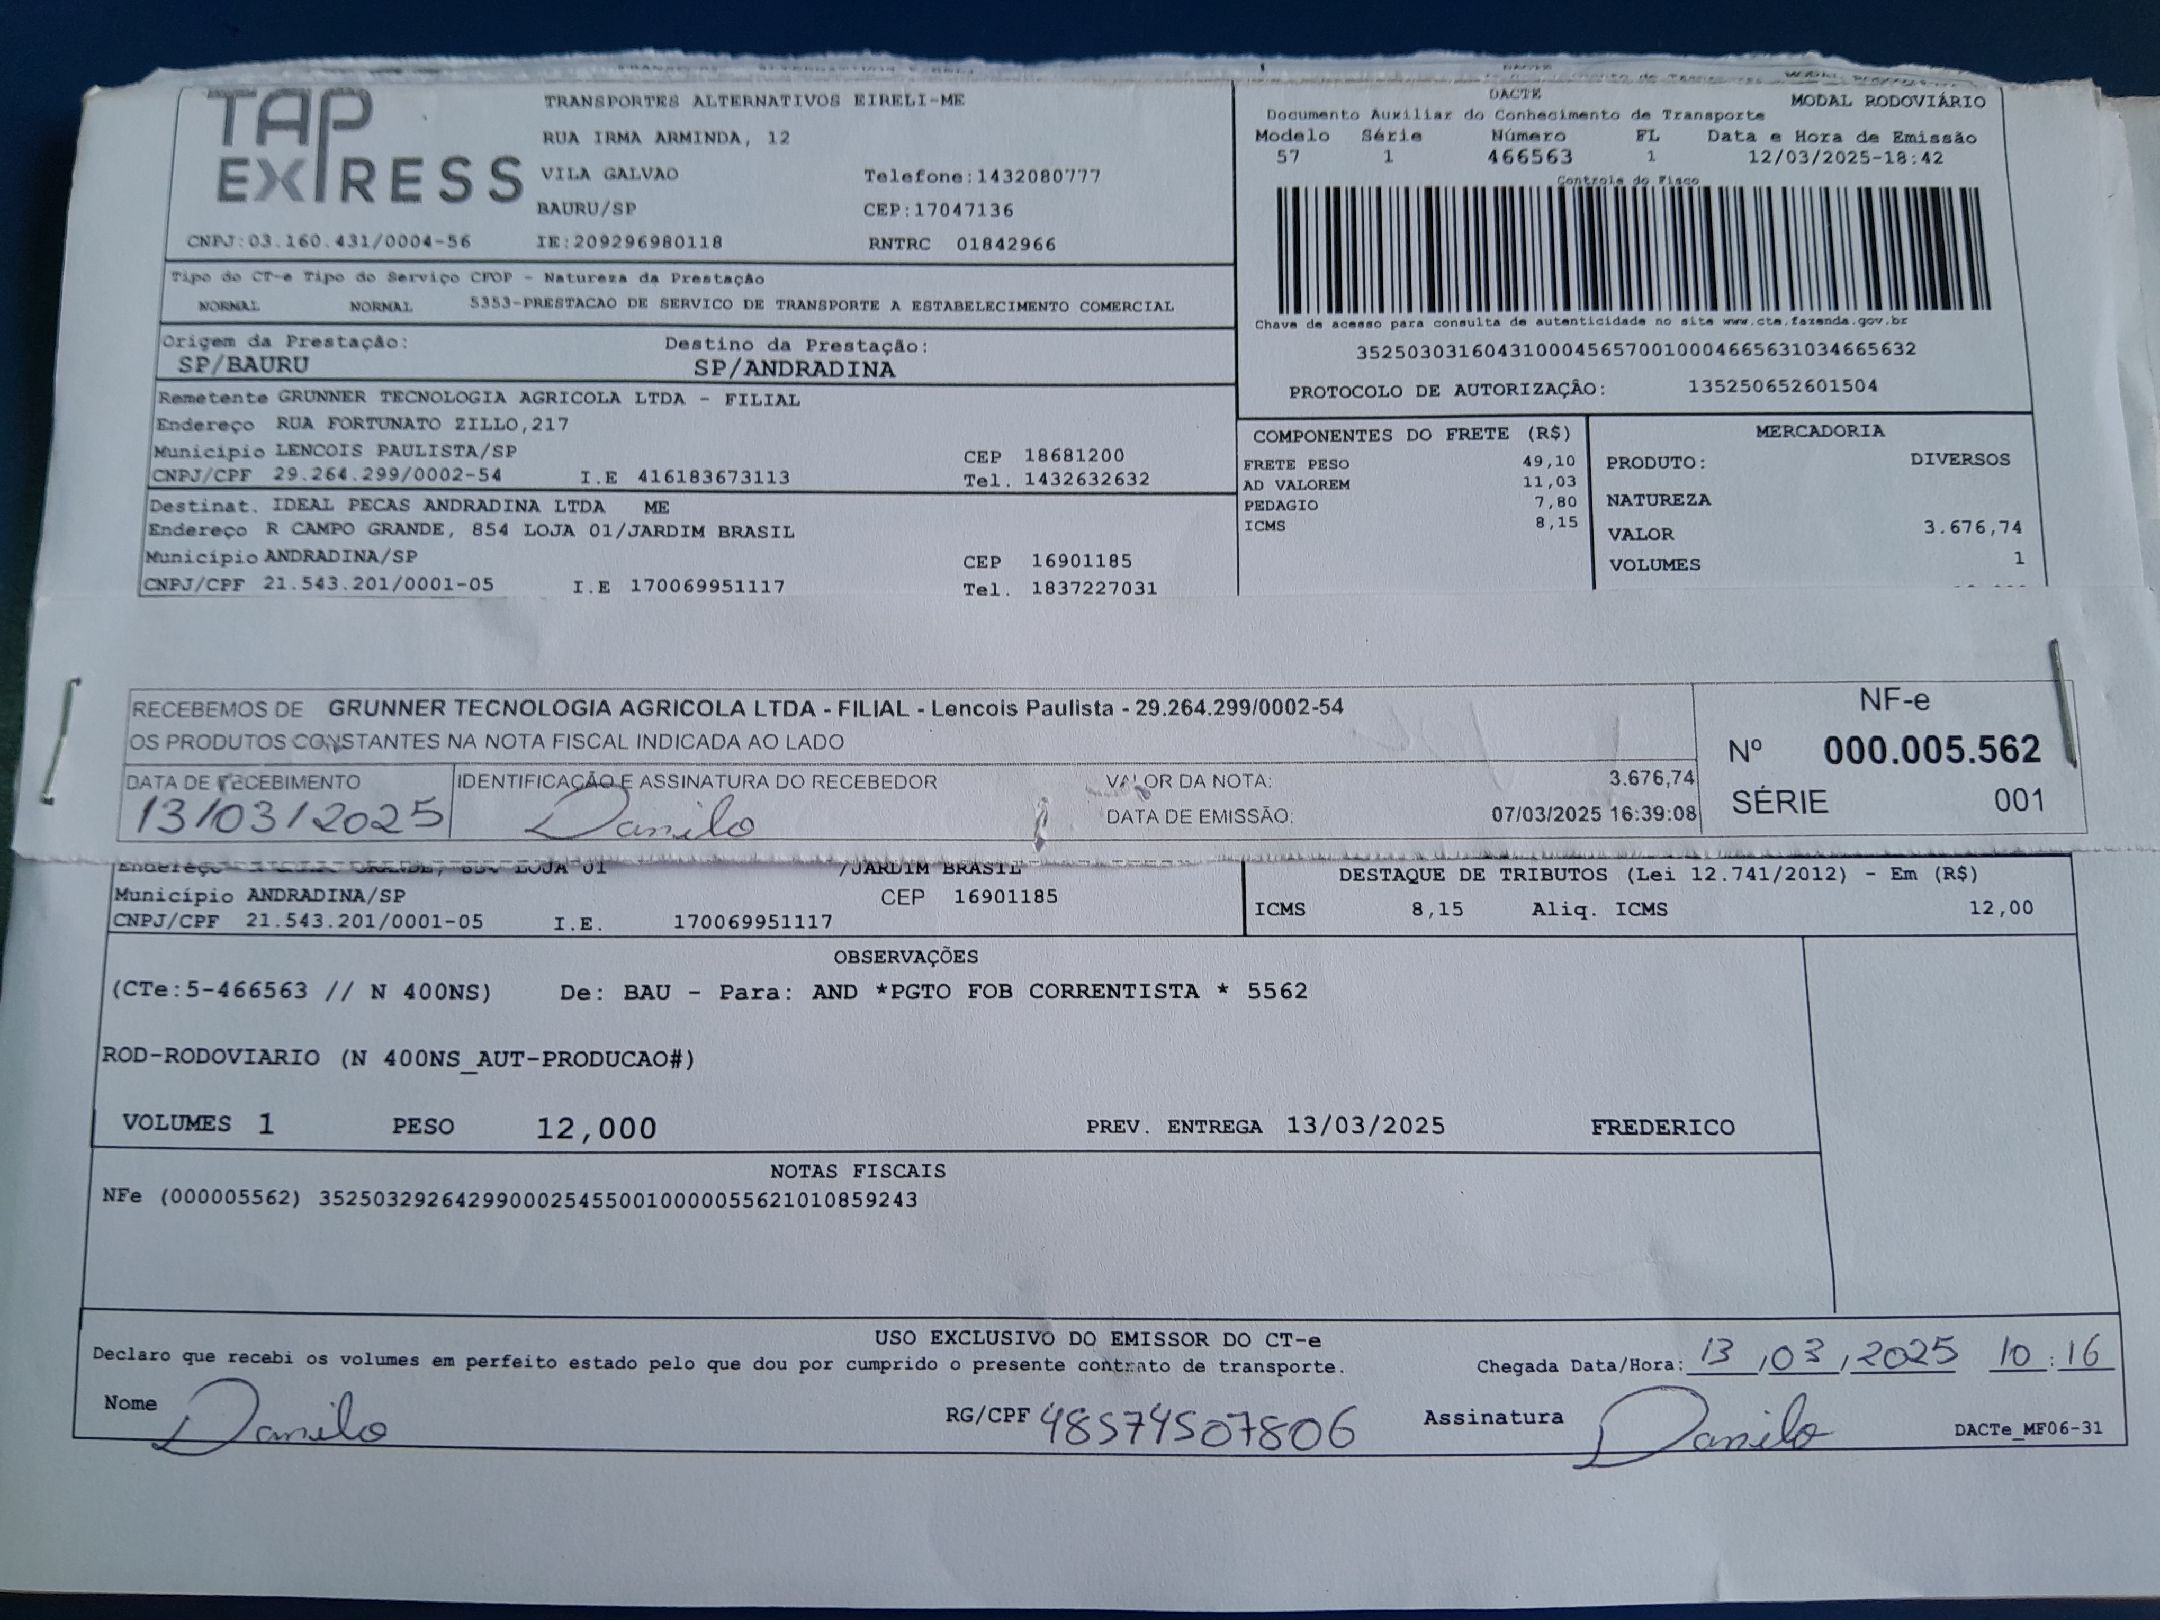 TAP EXPRESS
TRANSPORTES ALTERNATIVOS EIRELI-ME
RUA IRMA ARMINDA, 12
VILA GALVAO Telefone:1432080777
BAURU/SP CEP:17047136
CNPJ:03.160.431/0004-56 IE:209296980118 RNTRC 01842966
DACTE MODAL RODOVIÁRIO
Documento Auxiliar do Conhecimento de Transporte
Modelo Série Número FL Data e Hora de Emissão
57 1 466563 1 12/03/2025-18:42
Controle do Fisco
Chave de acesso para consulta de autenticidade no site www.cte.fazenda.gov.br
35250303160431000456570010004665631034665632
PROTOCOLO DE AUTORIZAÇÃO: 135250652601504
Tipo do CT-e Tipo do Serviço CFOP - Natureza da Prestação
NORMAL NORMAL 5353-PRESTACAO DE SERVICO DE TRANSPORTE A ESTABELECIMENTO COMERCIAL
Origem da Prestação: Destino da Prestação:
SP/BAURU SP/ANDRADINA
Remetente GRUNNER TECNOLOGIA AGRICOLA LTDA - FILIAL
Endereço RUA FORTUNATO ZILLO,217
Município LENCOIS PAULISTA/SP CEP 18681200
CNPJ/CPF 29.264.299/0002-54 I.E 416183673113 Tel. 1432632632
Destinat. IDEAL PECAS ANDRADINA LTDA ME
Endereço R CAMPO GRANDE, 854 LOJA 01/JARDIM BRASIL
Município ANDRADINA/SP CEP 16901185
CNPJ/CPF 21.543.201/0001-05 I.E 170069951117 Tel. 1837227031
COMPONENTES DO FRETE (R$)
FRETE PESO 49,10
AD VALOREM 11,03
PEDAGIO 7,80
ICMS 8,15
MERCADORIA
PRODUTO: DIVERSOS
NATUREZA
VALOR 3.676,74
VOLUMES 1
RECEBEMOS DE GRUNNER TECNOLOGIA AGRICOLA LTDA - FILIAL - Lencois Paulista - 29.264.299/0002-54
OS PRODUTOS CONSTANTES NA NOTA FISCAL INDICADA AO LADO
DATA DE RECEBIMENTO IDENTIFICAÇÃO E ASSINATURA DO RECEBEDOR VALOR DA NOTA: 3.676,74
13/03/2025 Danilo DATA DE EMISSÃO: 07/03/2025 16:39:08
NF-e
Nº 000.005.562
SÉRIE 001
Endereço GRANDE, 854 LOJA 01 /JARDIM BRASIL
Município ANDRADINA/SP CEP 16901185
CNPJ/CPF 21.543.201/0001-05 I.E. 170069951117
DESTAQUE DE TRIBUTOS (Lei 12.741/2012) - Em (R$)
ICMS 8,15 Aliq. ICMS 12,00
OBSERVAÇÕES
(CTe:5-466563 // N 400NS) De: BAU - Para: AND *PGTO FOB CORRENTISTA * 5562
ROD-RODOVIARIO (N 400NS_AUT-PRODUCAO#)
VOLUMES 1 PESO 12,000 PREV. ENTREGA 13/03/2025 FREDERICO
NOTAS FISCAIS
NFe (000005562) 35250329264299000254550010000055621010859243
USO EXCLUSIVO DO EMISSOR DO CT-e
Declaro que recebi os volumes em perfeito estado pelo que dou por cumprido o presente contrato de transporte. Chegada Data/Hora: 13/03/2025 10:16
Nome Danilo RG/CPF 48574507806 Assinatura Danilo DACTe_MF06-31